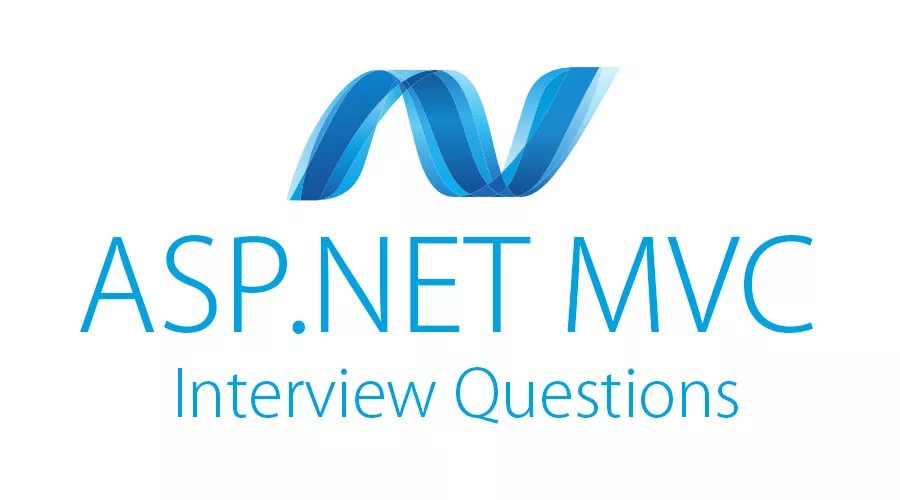 ASP.NET MVC
Interview Questions